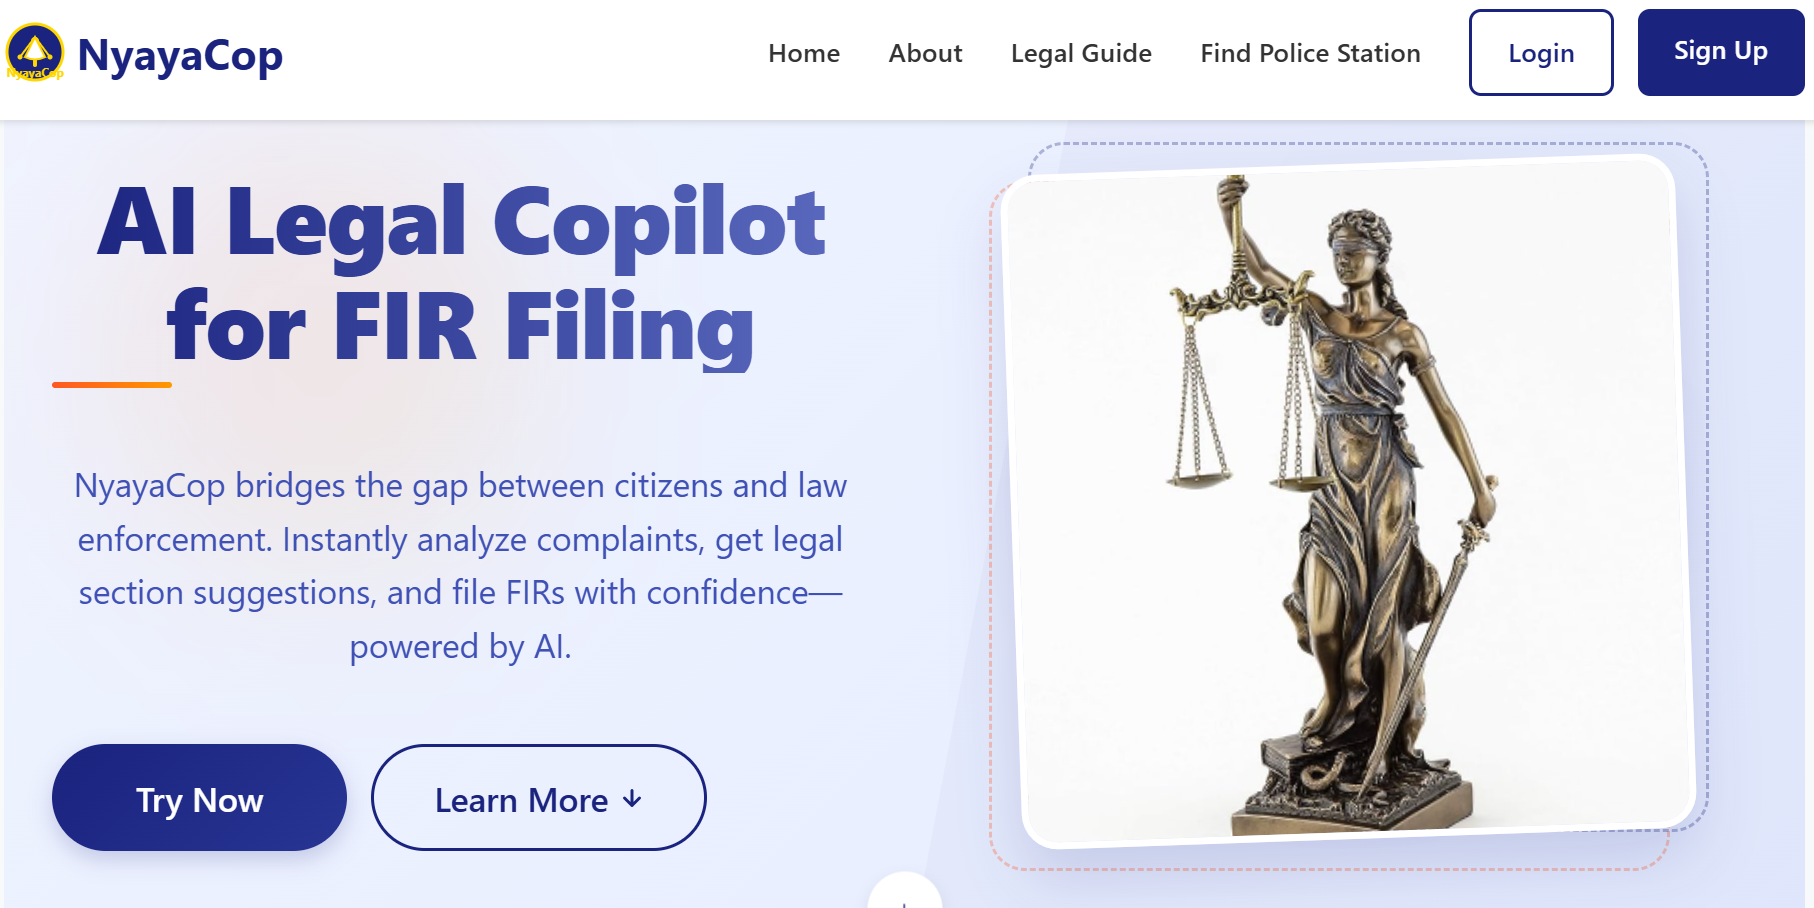 NyayaCop
NyayaCop
Home
About
Legal Guide
Find Police Station
Login
Sign Up
AI Legal Copilot
for FIR Filing
NyayaCop bridges the gap between citizens and law
enforcement. Instantly analyze complaints, get legal
section suggestions, and file FIRs with confidence—
powered by AI.
Try Now
Learn More ↓